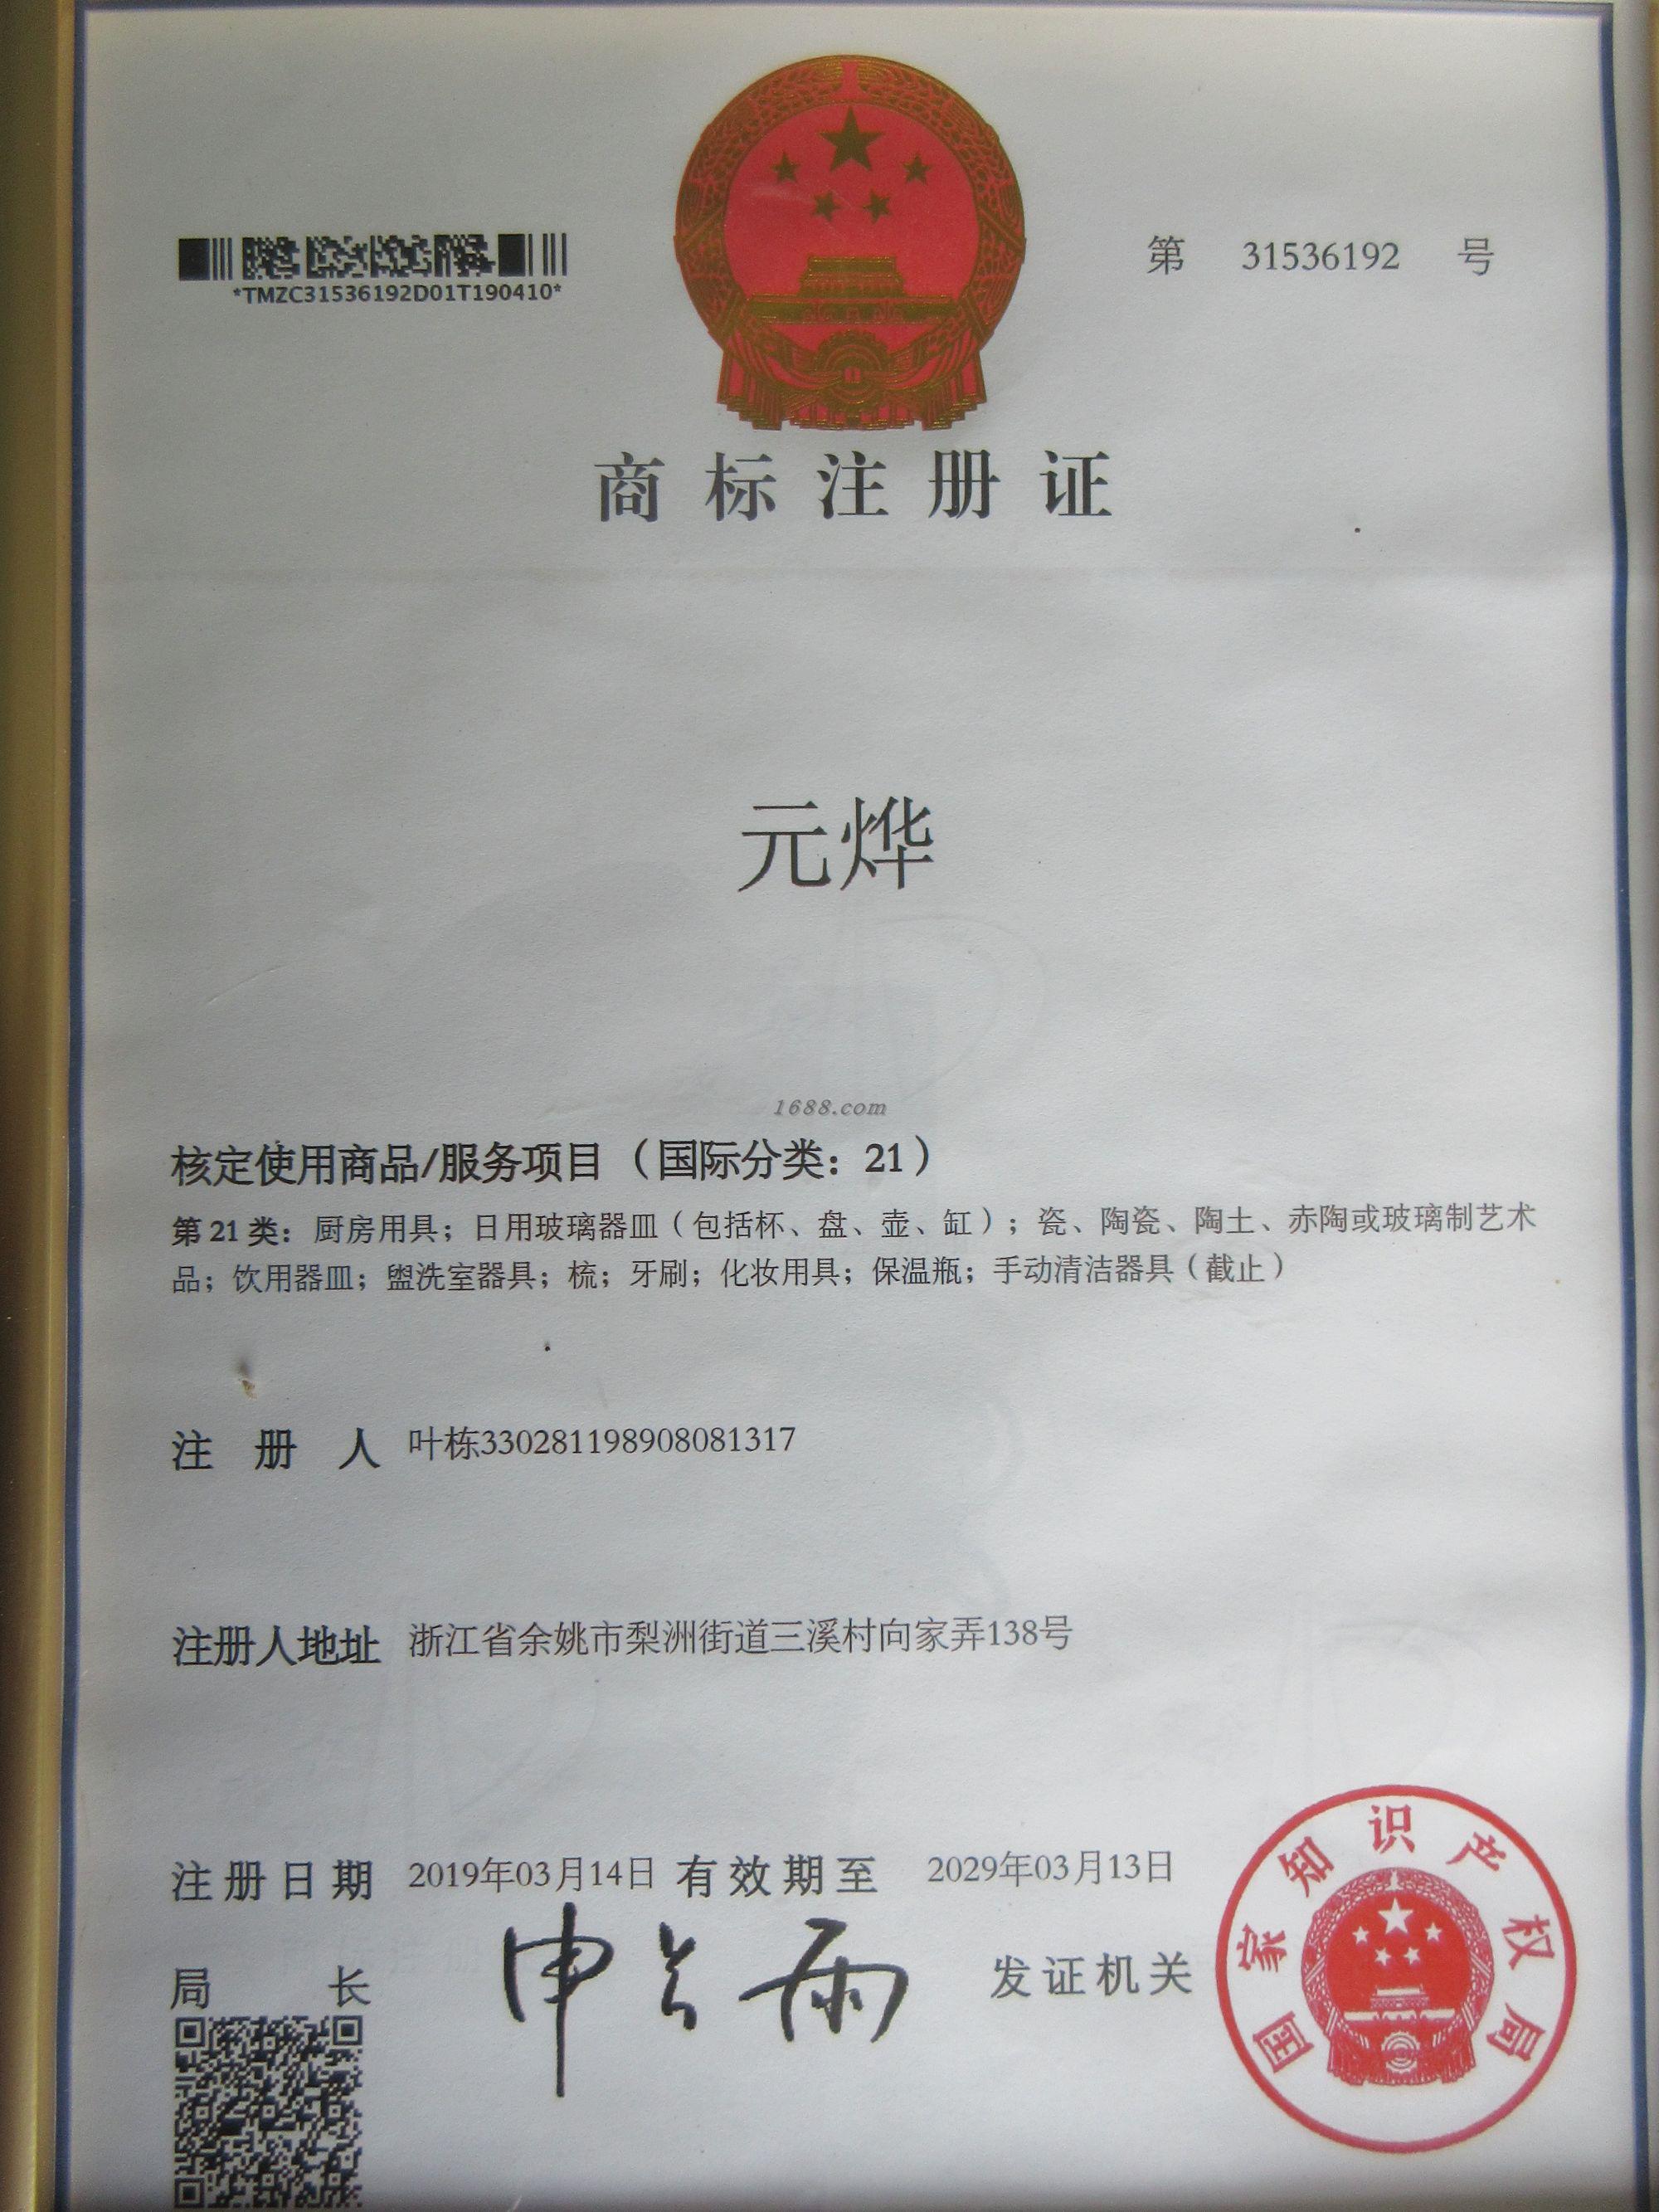 第 31536192 号
*TMZC31536192D01T190410*
商标注册证
元烨
1688.com
核定使用商品/服务项目（国际分类：21）
第 21 类：厨房用具；日用玻璃器皿（包括杯、盘、壶、缸）；瓷、陶瓷、陶土、赤陶或玻璃制艺术
品；饮用器皿；盥洗室器具；梳；牙刷；化妆用具；保温瓶；手动清洁器具（截止）
注册人 叶栋330281198908081317
注册人地址 浙江省余姚市梨洲街道三溪村向家弄138号
注册日期 2019年03月14日 有效期至 2029年03月13日
局长 申长雨 发证机关
国家知识产权局